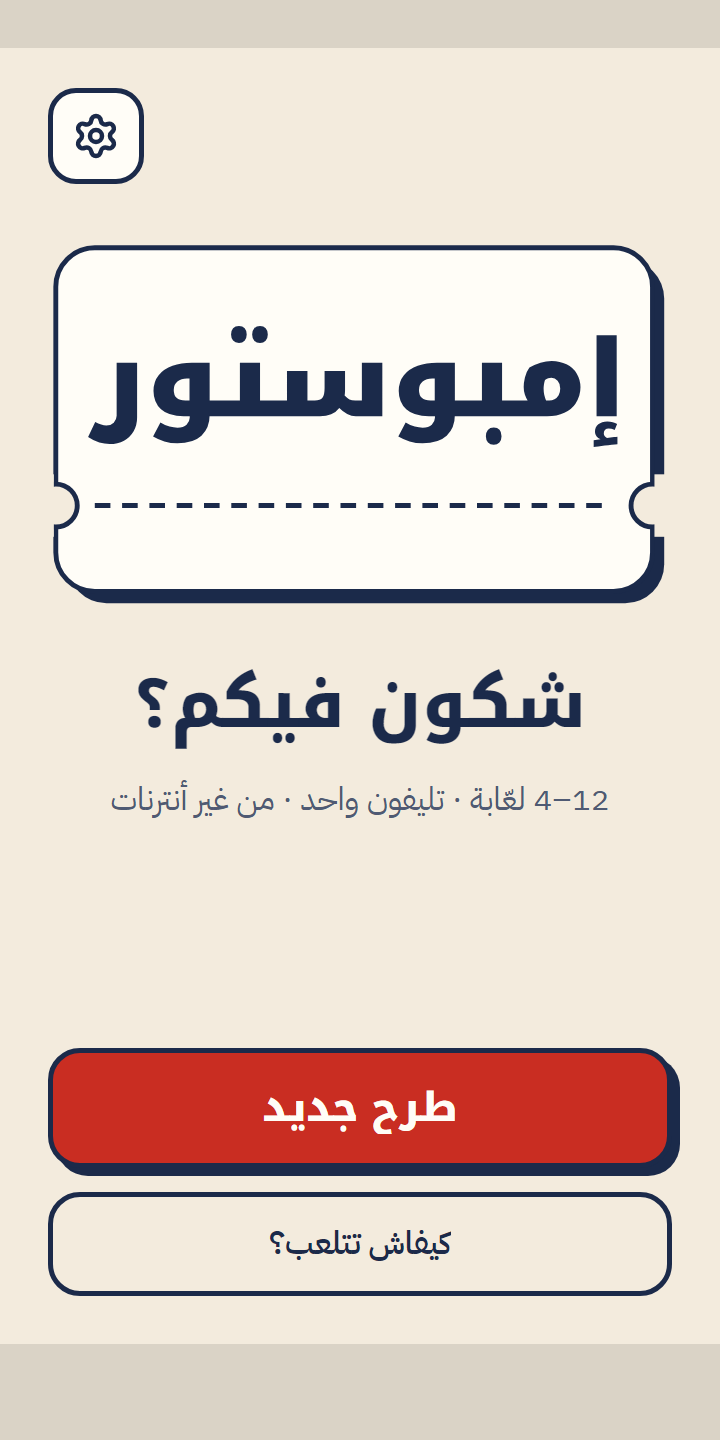 إمبوستور
شكون فيكم؟
4–12 لعّابة · تليفون واحد · من غير أنترنات
طرح جديد
كيفاش تتلعب؟